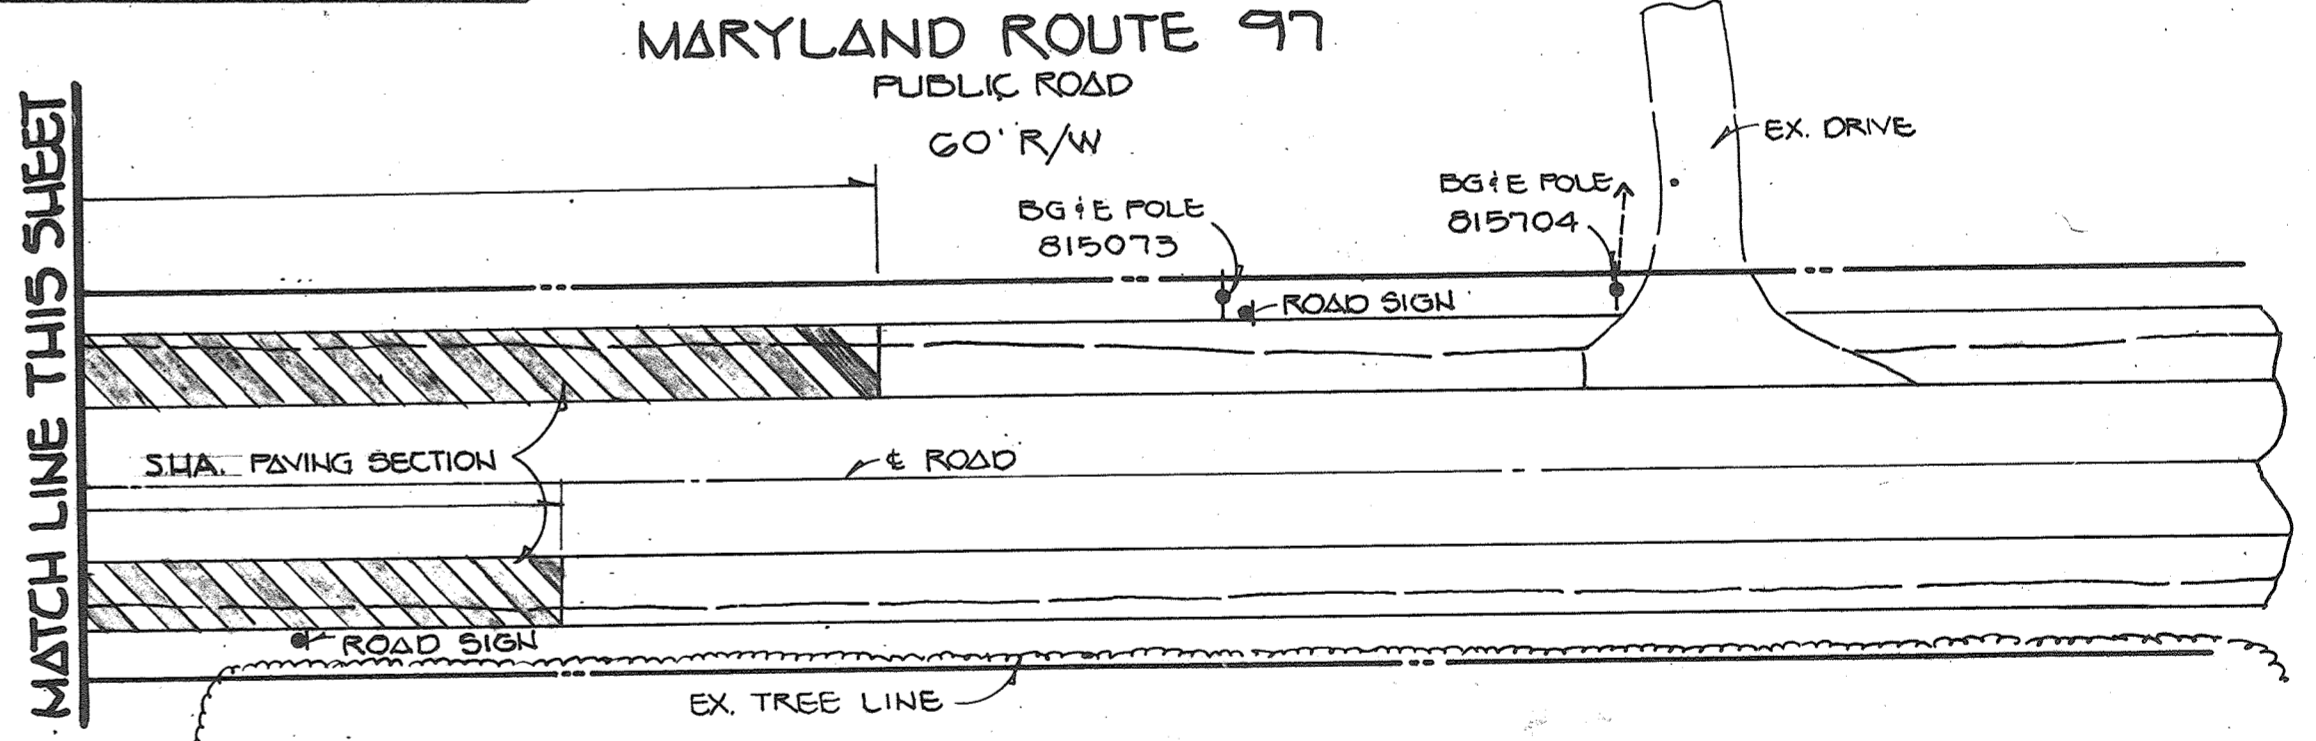 MARYLAND ROUTE 97
PUBLIC ROAD
60' R/W
MATCH LINE THIS SHEET
EX. DRIVE
BG&E POLE
815073
BG&E POLE
815704
ROAD SIGN
S.H.A. PAVING SECTION
℄ ROAD
ROAD SIGN
EX. TREE LINE